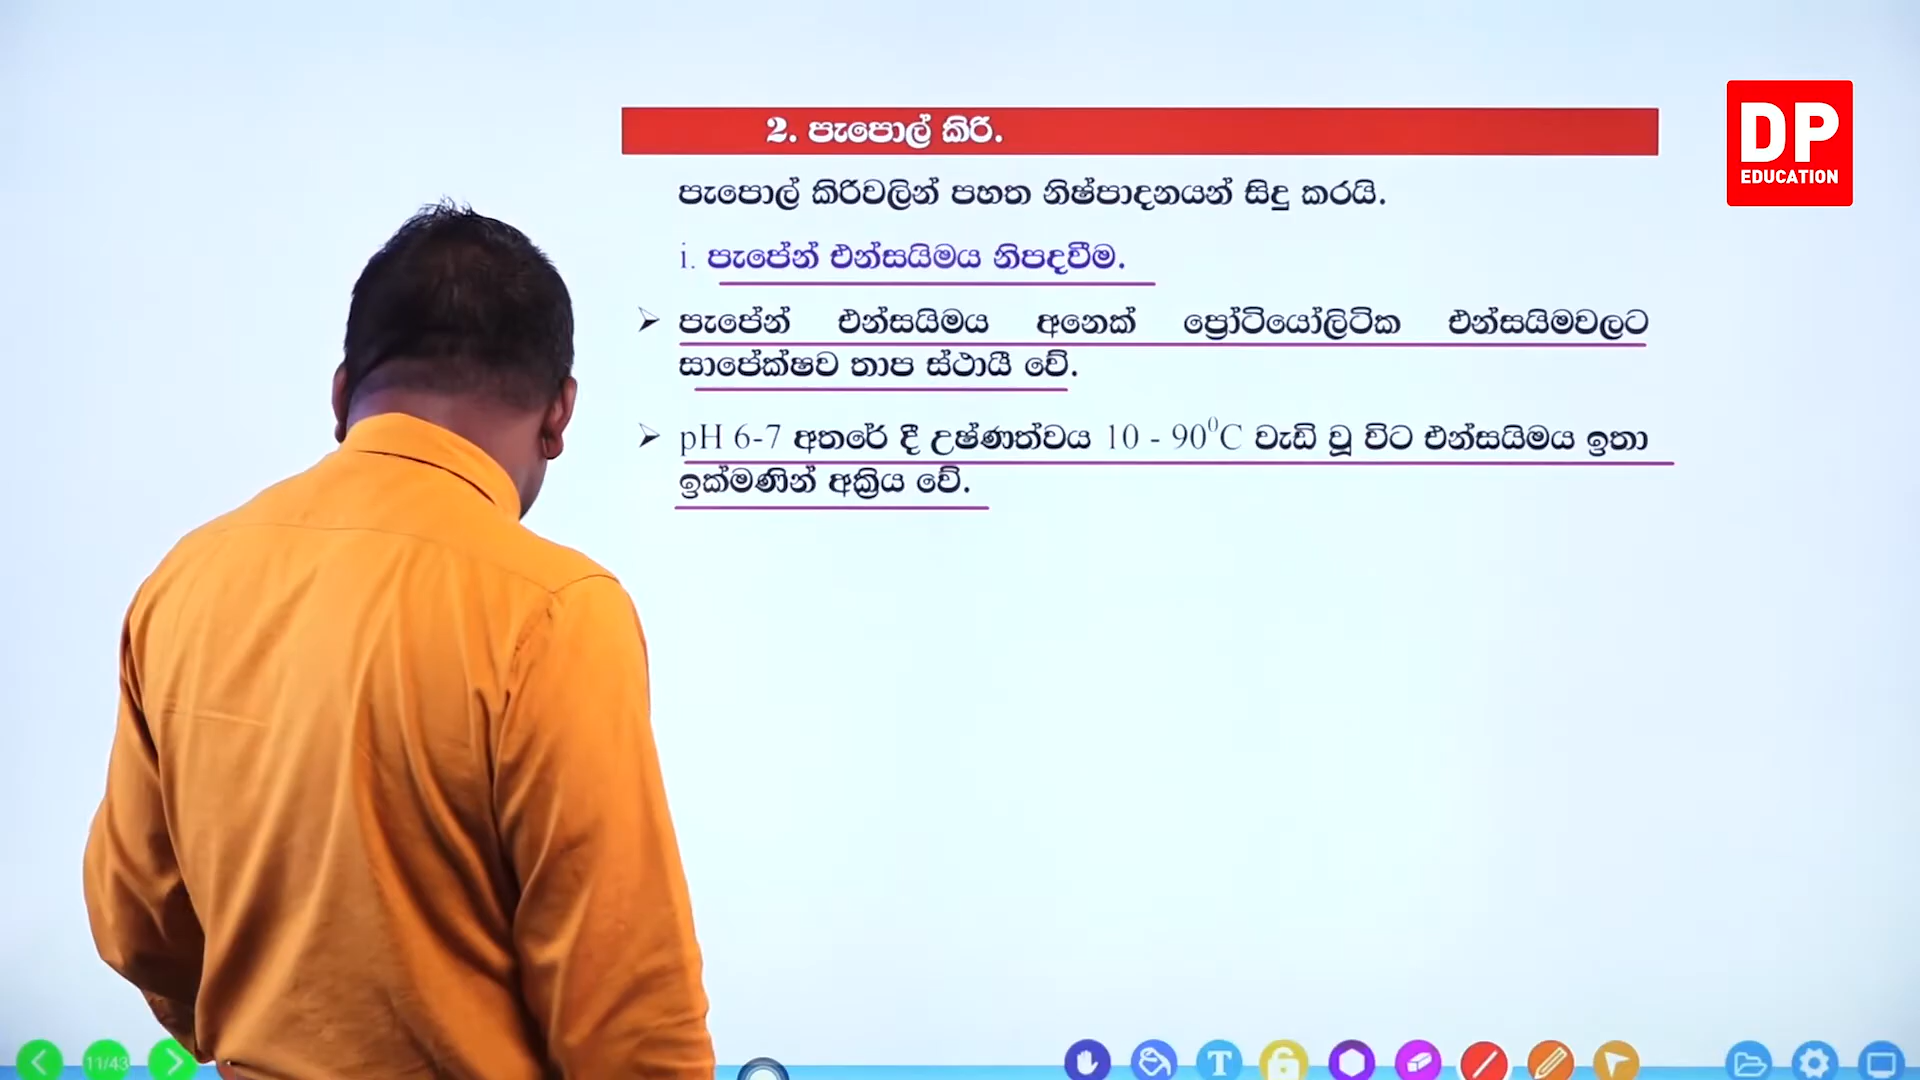 2. පැපොල් කිරි.
DP
EDUCATION
පැපොල් කිරිවලින් පහත නිෂ්පාදනයන් සිදු කරයි.
i. පැපේන් එන්සයිමය නිපදවීම.
➢ පැපේන් එන්සයිමය අනෙක් ප්‍රෝටියෝලිටික එන්සයිමවලට
සාපේක්ෂව තාප ස්ථායී වේ.
➢ pH 6-7 අතරේ දී උෂ්ණත්වය 10 - 90⁰C වැඩි වූ විට එන්සයිමය ඉතා
ඉක්මණින් අක්‍රිය වේ.
11/43
T